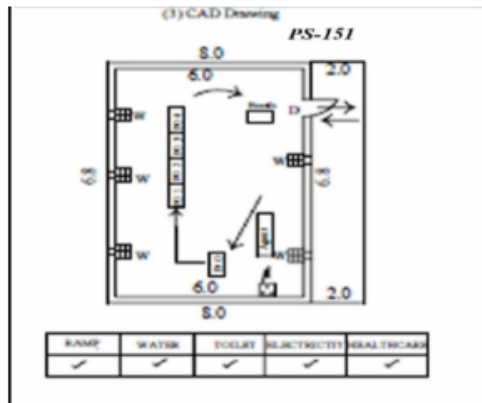 (3) CAD Drawing
PS-151
8.0
2.0
6.0
D
W
W
6.8
W
6.8
W
W
Agent
6.0
2.0
8.0
RAMP WATER TOILET ELECTRICTIY HEALTHCARE
✓ ✓ ✓ ✓ ✓